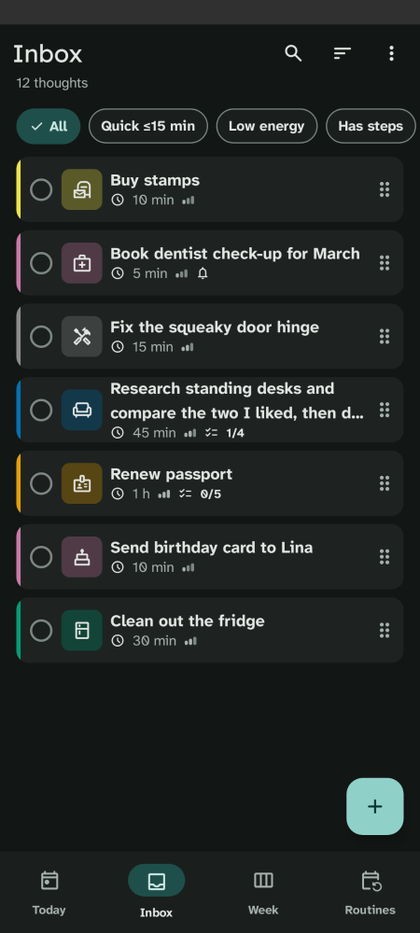 Inbox
12 thoughts
All
Quick ≤15 min
Low energy
Has steps
Buy stamps
10 min
Book dentist check-up for March
5 min
Fix the squeaky door hinge
15 min
Research standing desks and
compare the two I liked, then d...
45 min 1/4
Renew passport
1 h 0/5
Send birthday card to Lina
10 min
Clean out the fridge
30 min
Today
Inbox
Week
Routines